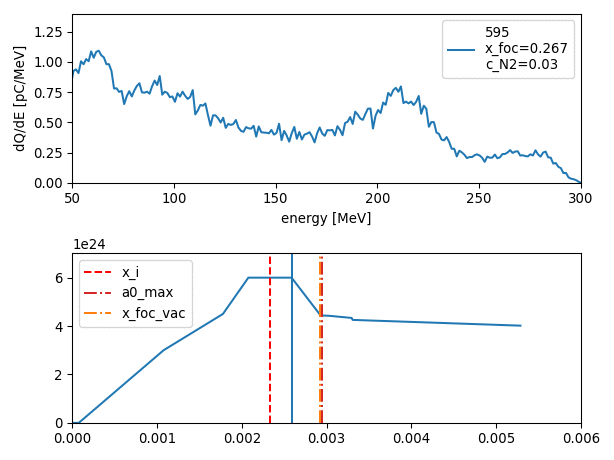 dQ/dE [pC/MeV]
1.25
1.00
0.75
0.50
0.25
0.00
595
x_foc=0.267
c_N2=0.03
50 100 150 200 250 300
energy [MeV]
1e24
6
4
2
0
x_i
a0_max
x_foc_vac
0.000 0.001 0.002 0.003 0.004 0.005 0.006